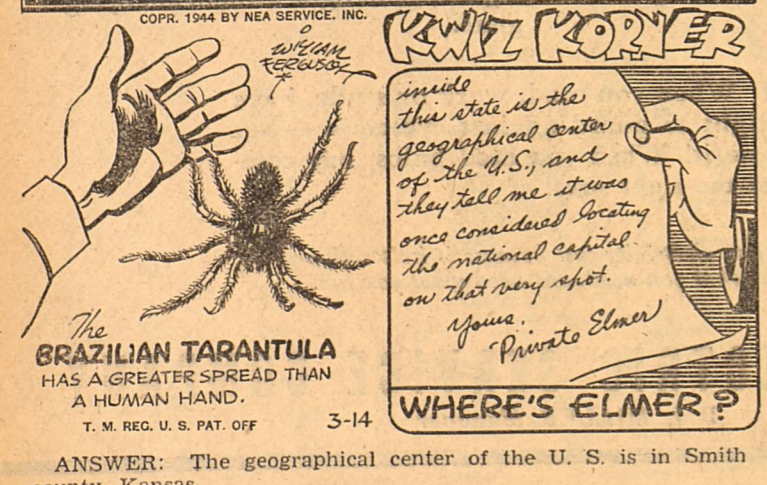 COPR. 1944 BY NEA SERVICE, INC.
WILLIAM
FERGUSON
The
BRAZILIAN TARANTULA
HAS A GREATER SPREAD THAN
A HUMAN HAND.
T. M. REG. U. S. PAT. OFF
3-14
KWIZ KORNER
inside
this state is the
geographical center
of the U.S., and
they tell me it was
once considered locating
the national capital
on that very spot.
Yours,
Private Elmer
WHERE'S ELMER?
ANSWER: The geographical center of the U. S. is in Smith
county, Kansas